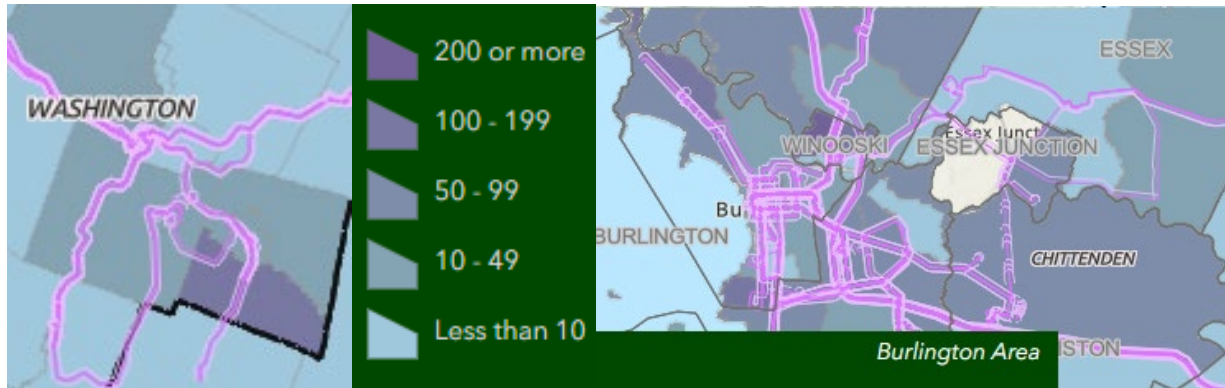 WASHINGTON
200 or more
100 - 199
50 - 99
10 - 49
Less than 10
ESSEX
Essex Junct
WINOOSKI
ESSEX JUNCTION
Bu
BURLINGTON
CHITTENDEN
ISTON
Burlington Area